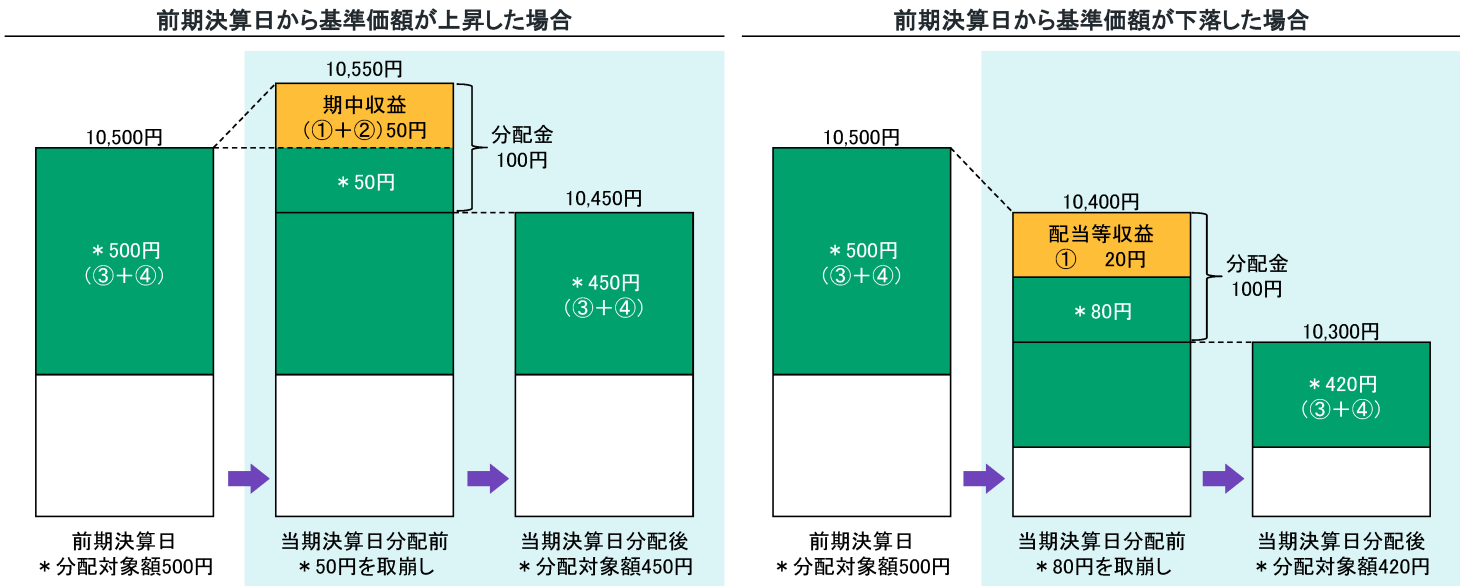 前期決算日から基準価額が上昇した場合
10,500円
*500円
(③+④)
前期決算日
*分配対象額500円
10,550円
期中収益
(①+②)50円
*50円
分配金
100円
当期決算日分配前
*50円を取崩し
10,450円
*450円
(③+④)
当期決算日分配後
*分配対象額450円
前期決算日から基準価額が下落した場合
10,500円
*500円
(③+④)
前期決算日
*分配対象額500円
10,400円
配当等収益
① 20円
*80円
分配金
100円
当期決算日分配前
*80円を取崩し
10,300円
*420円
(③+④)
当期決算日分配後
*分配対象額420円